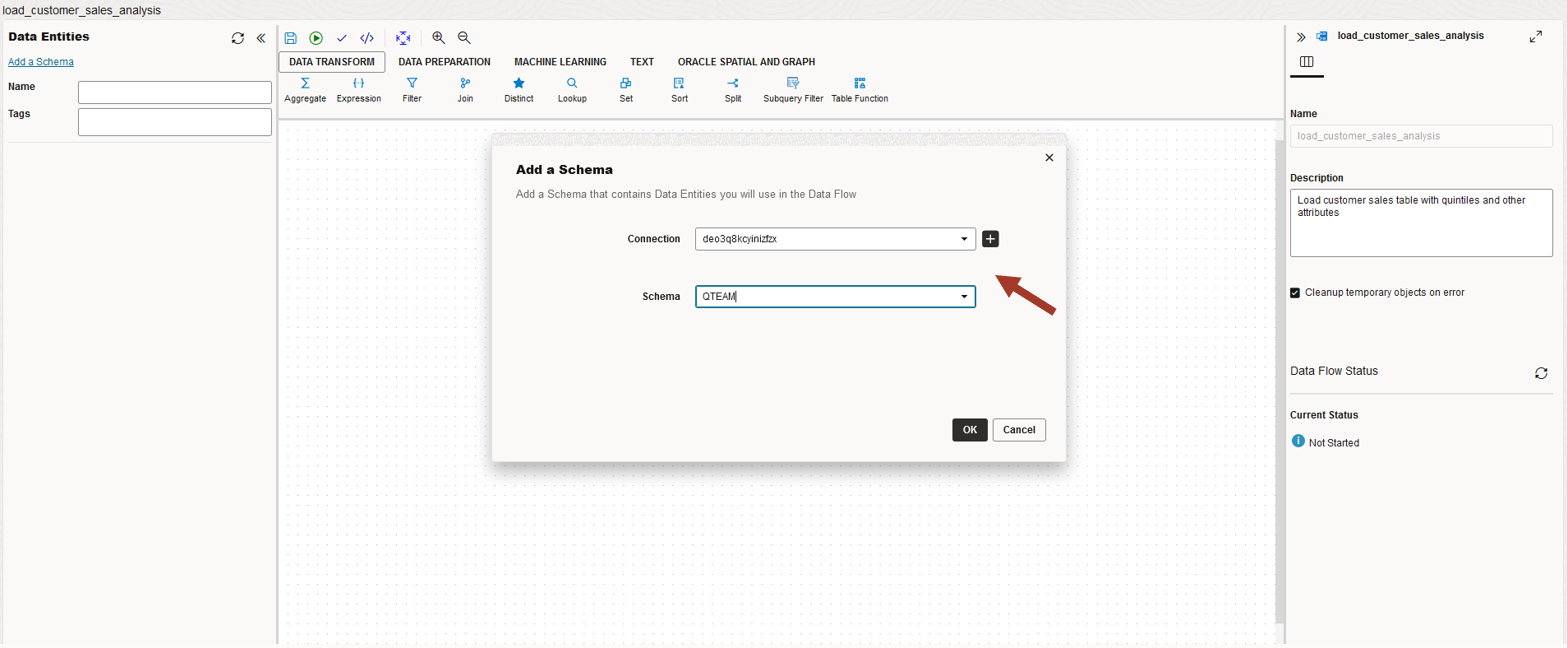 load_customer_sales_analysis
Data Entities
Add a Schema
Name
Tags
DATA TRANSFORM DATA PREPARATION MACHINE LEARNING TEXT ORACLE SPATIAL AND GRAPH
Aggregate Expression Filter Join Distinct Lookup Set Sort Split Subquery Filter Table Function
Add a Schema
Add a Schema that contains Data Entities you will use in the Data Flow
Connection deo3q8kcyinizfzx
Schema QTEAM
OK Cancel
load_customer_sales_analysis
Name
load_customer_sales_analysis
Description
Load customer sales table with quintiles and other
attributes
Cleanup temporary objects on error
Data Flow Status
Current Status
Not Started